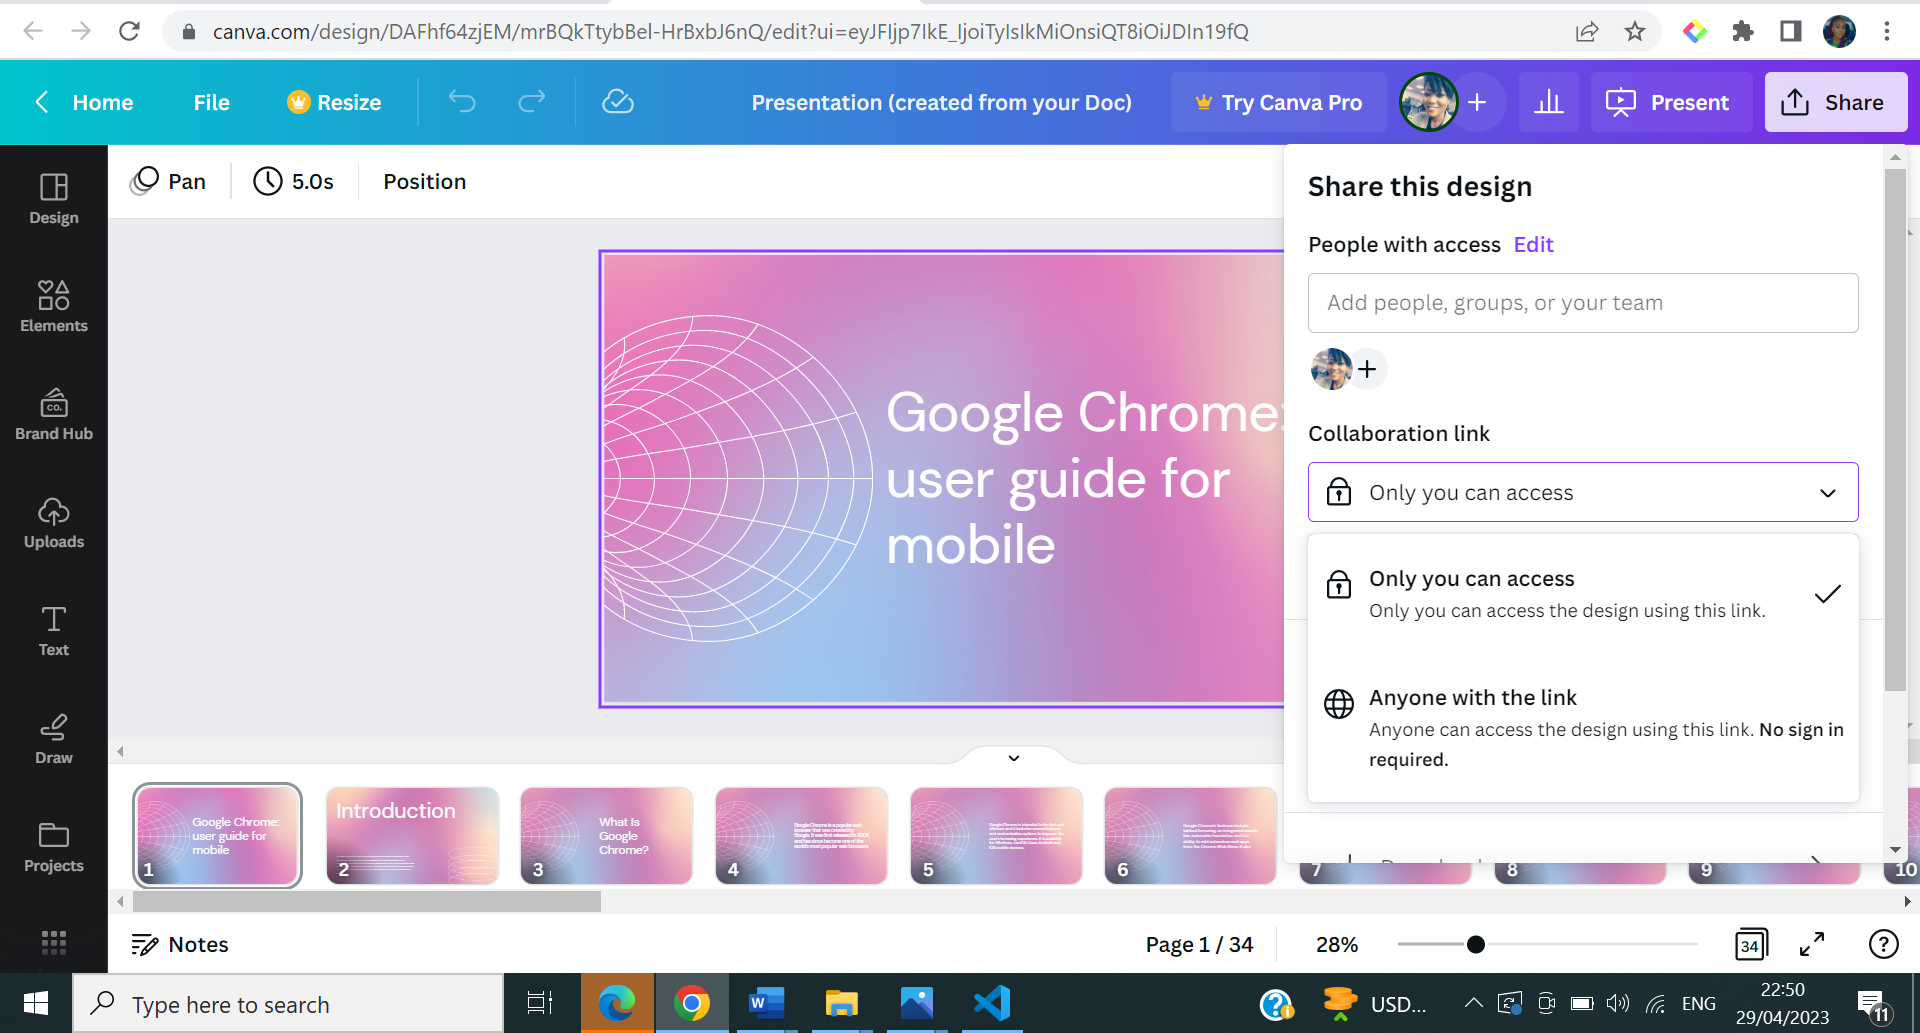 canva.com/design/DAFhf64zjEM/mrBQkTtybBel-HrBxbJ6nQ/edit?ui=eyJFIjp7IkE_IjoiTyIsIkMiOnsiQT8iOiJDIn19fQ
Home
File
Resize
Presentation (created from your Doc)
Try Canva Pro
Present
Share
Pan
5.0s
Position
Design
Elements
CO.
Brand Hub
Uploads
Text
Draw
Projects
Google Chrome:
user guide for
mobile
Share this design
People with access Edit
Add people, groups, or your team
Collaboration link
Only you can access
Only you can access
Only you can access the design using this link.
Anyone with the link
Anyone can access the design using this link. No sign in
required.
Google Chrome:
user guide for
mobile
1
Introduction
2
What Is
Google
Chrome?
3
4
5
6
7
8
9
10
Notes
Page 1 / 34
28%
34
Type here to search
USD...
ENG
22:50
29/04/2023
11